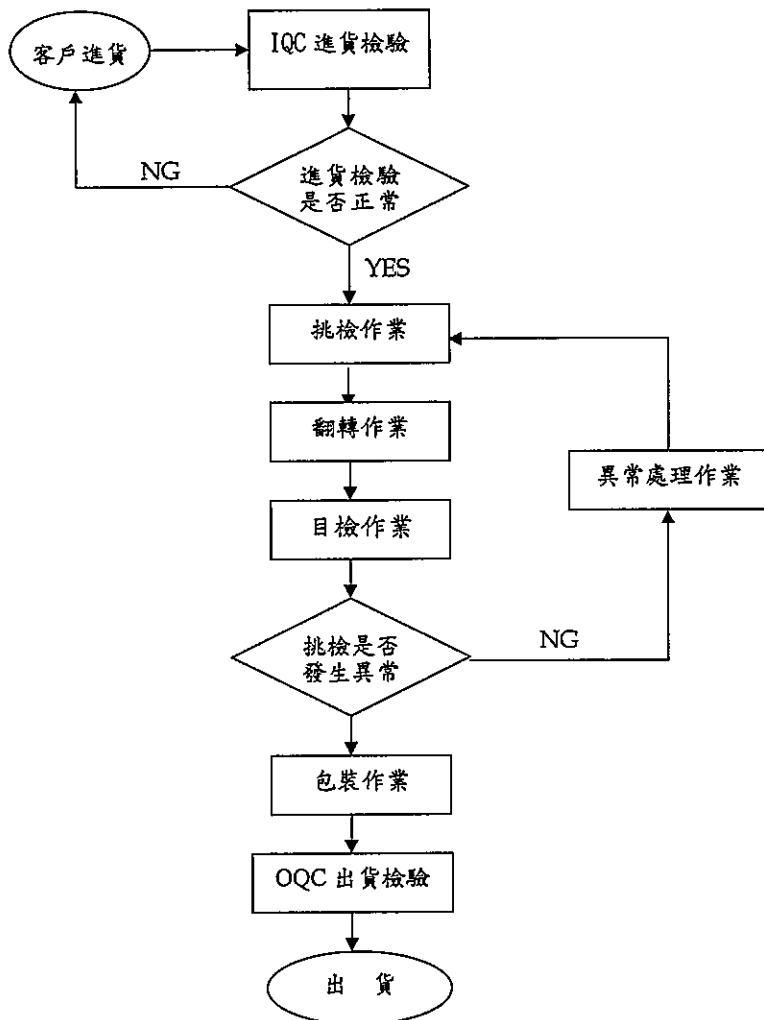 客戶進貨
IQC 進貨檢驗
NG
進貨檢驗
是否正常
YES
挑檢作業
翻轉作業
異常處理作業
目檢作業
挑檢是否
發生異常
NG
包裝作業
OQC 出貨檢驗
出 貨